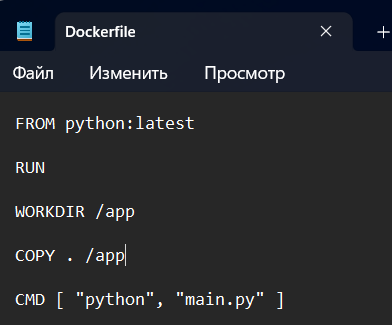 Dockerfile
Файл Изменить Просмотр
FROM python:latest
RUN
WORKDIR /app
COPY . /app
CMD [ "python", "main.py" ]